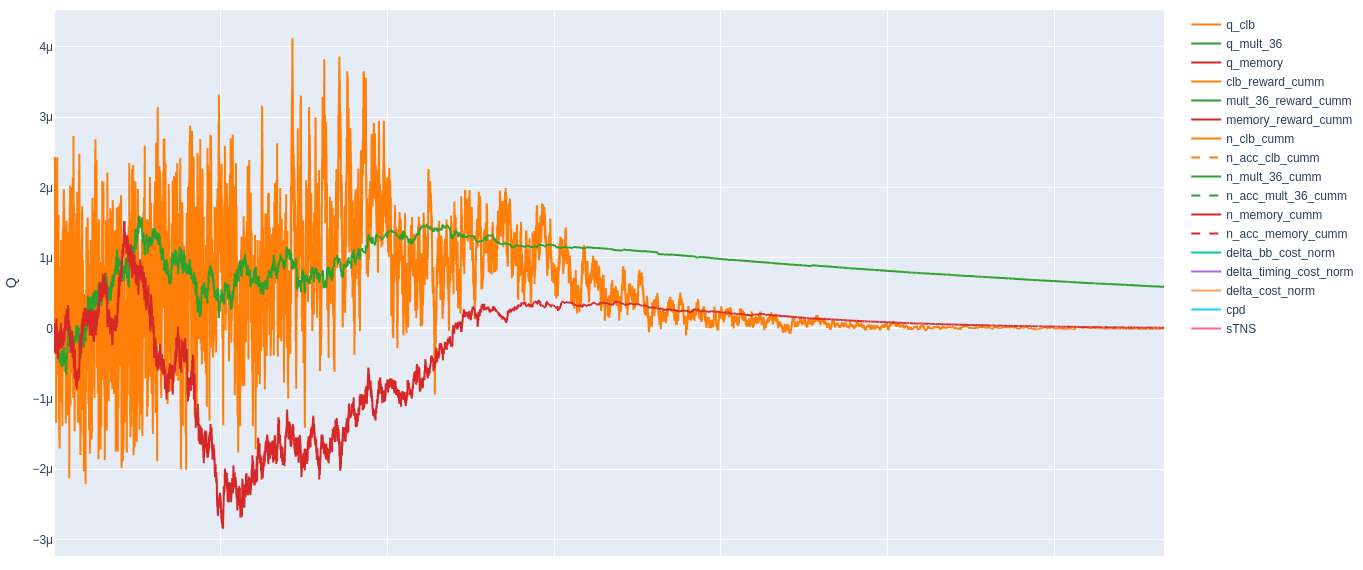 4μ
3μ
2μ
1μ
0
−1μ
−2μ
−3μ
Q
q_clb
q_mult_36
q_memory
clb_reward_cumm
mult_36_reward_cumm
memory_reward_cumm
n_clb_cumm
n_acc_clb_cumm
n_mult_36_cumm
n_acc_mult_36_cumm
n_memory_cumm
n_acc_memory_cumm
delta_bb_cost_norm
delta_timing_cost_norm
delta_cost_norm
cpd
sTNS